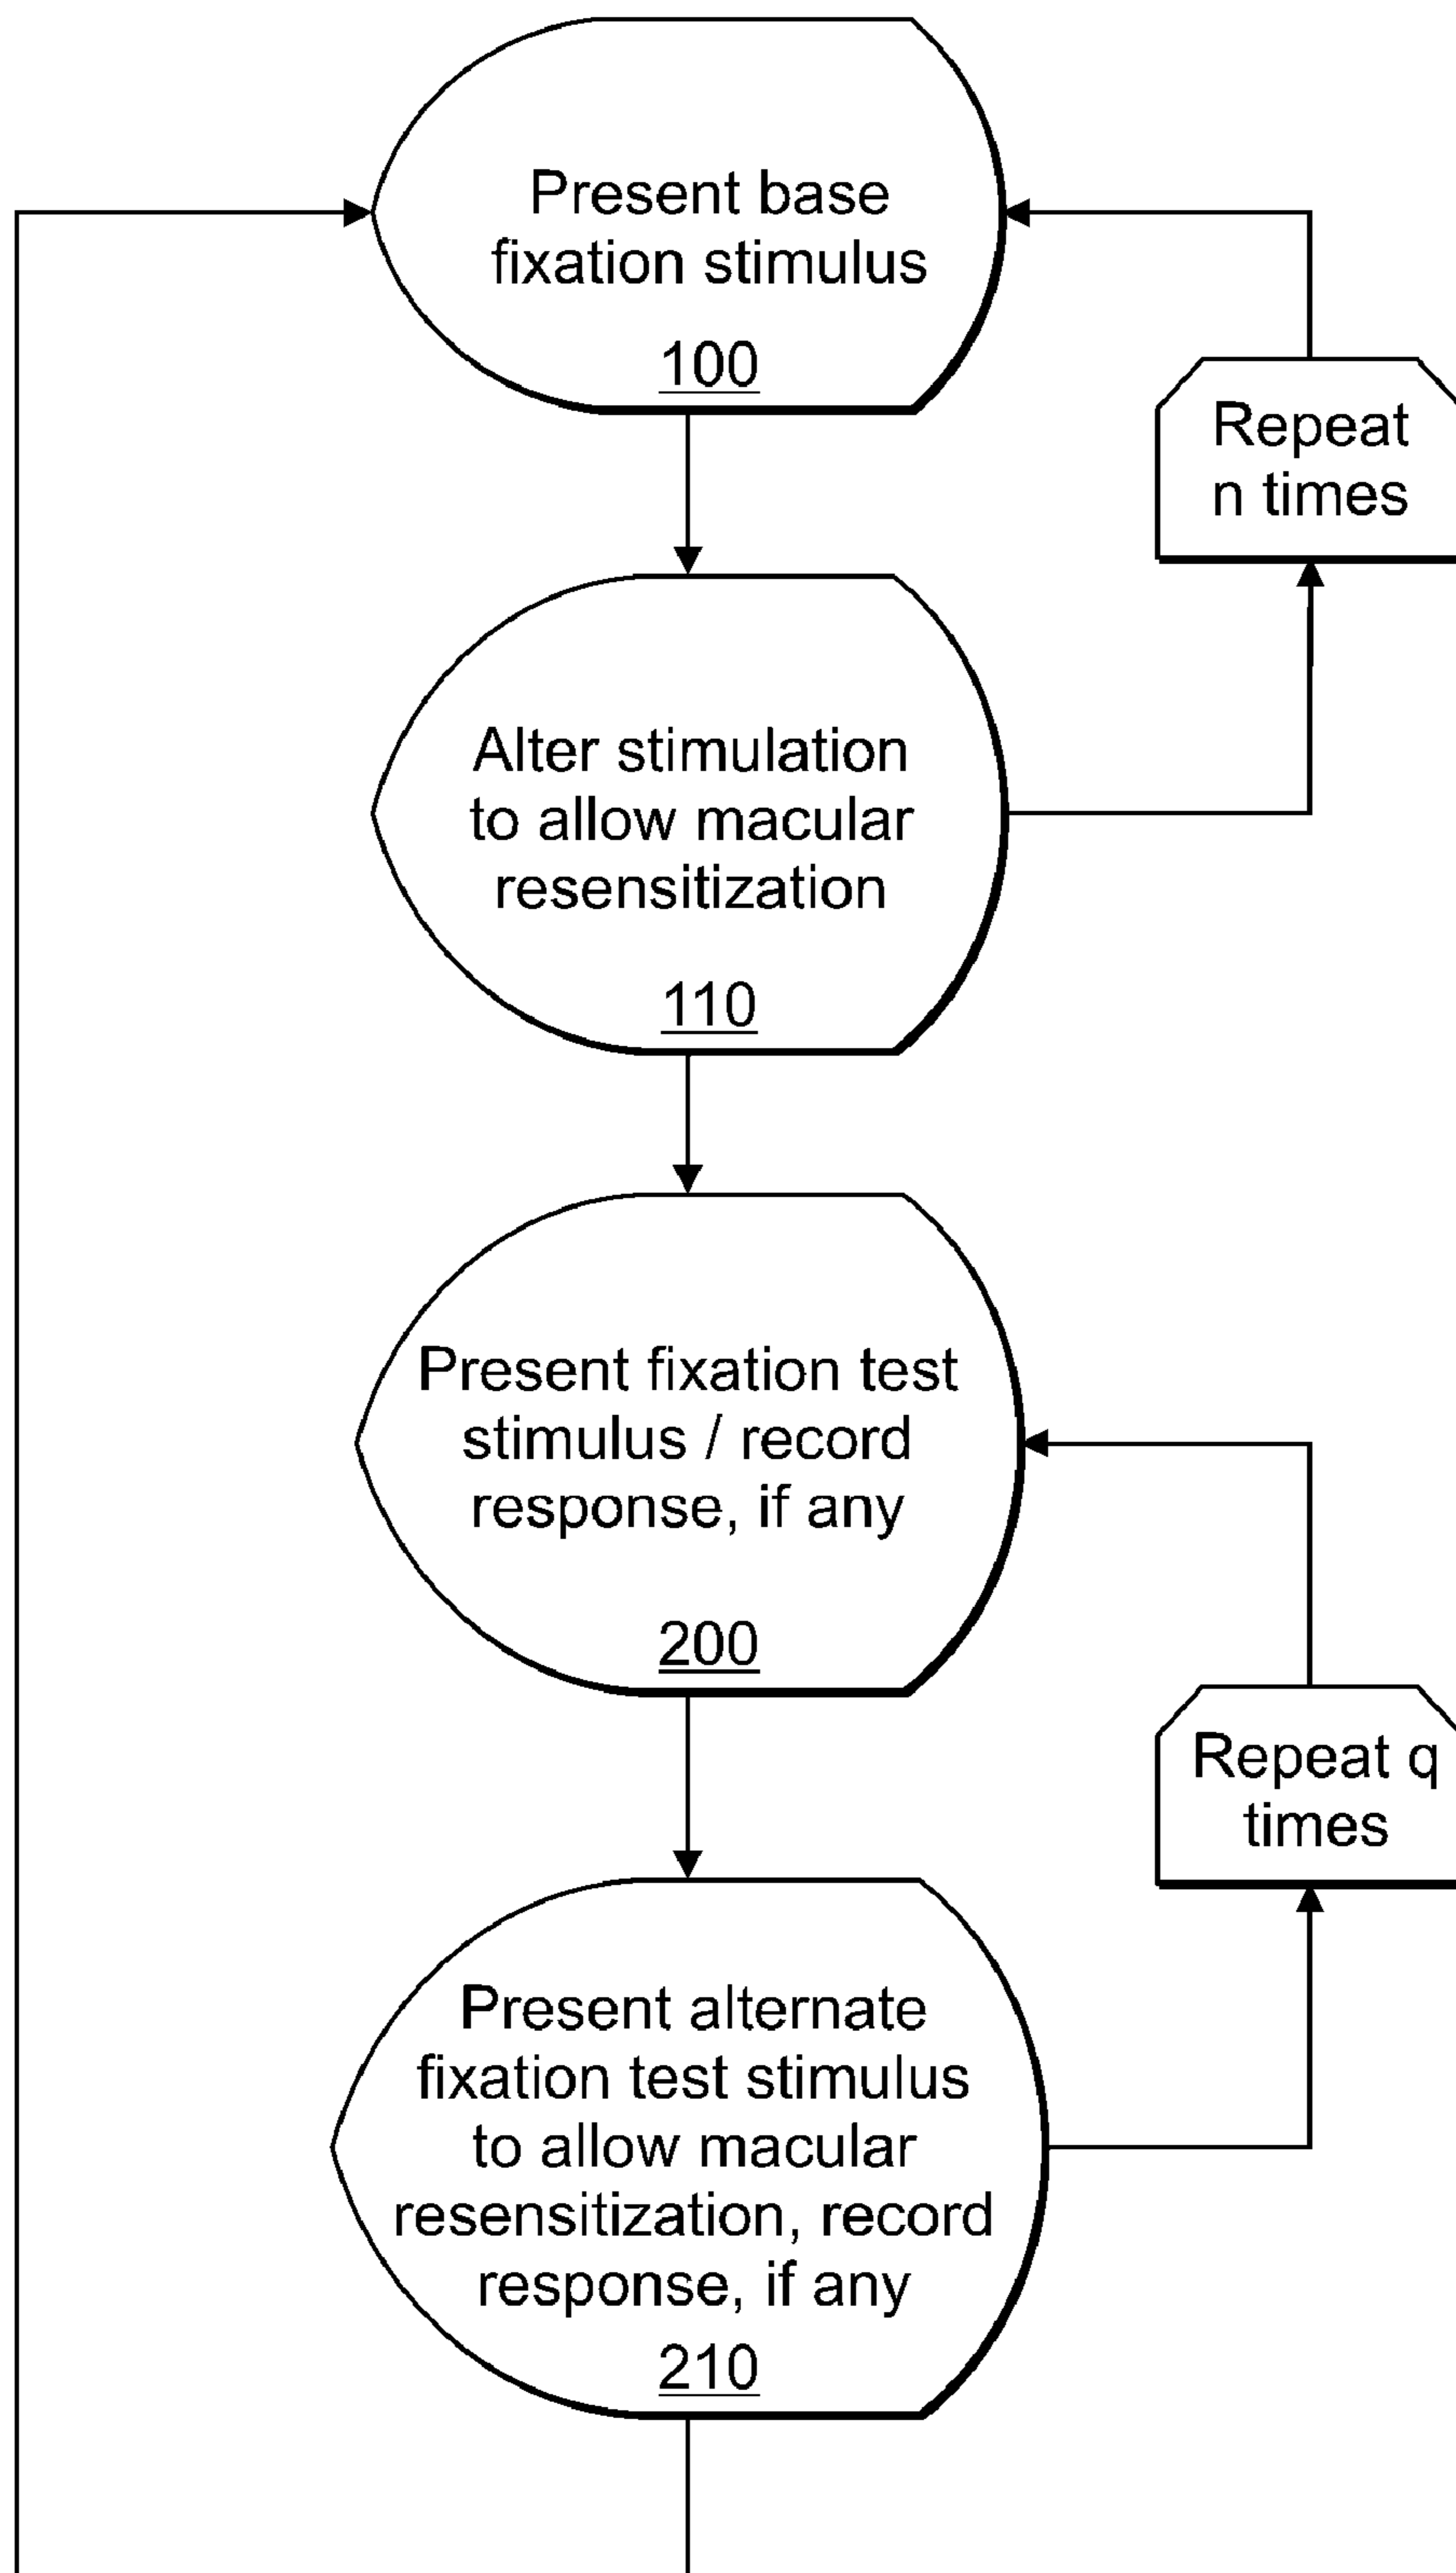 Present base
fixation stimulus
100
Repeat
n times
Alter stimulation
to allow macular
resensitization
110
Present fixation test
stimulus / record
response, if any
200
Repeat q
times
Present alternate
fixation test stimulus
to allow macular
resensitization, record
response, if any
210